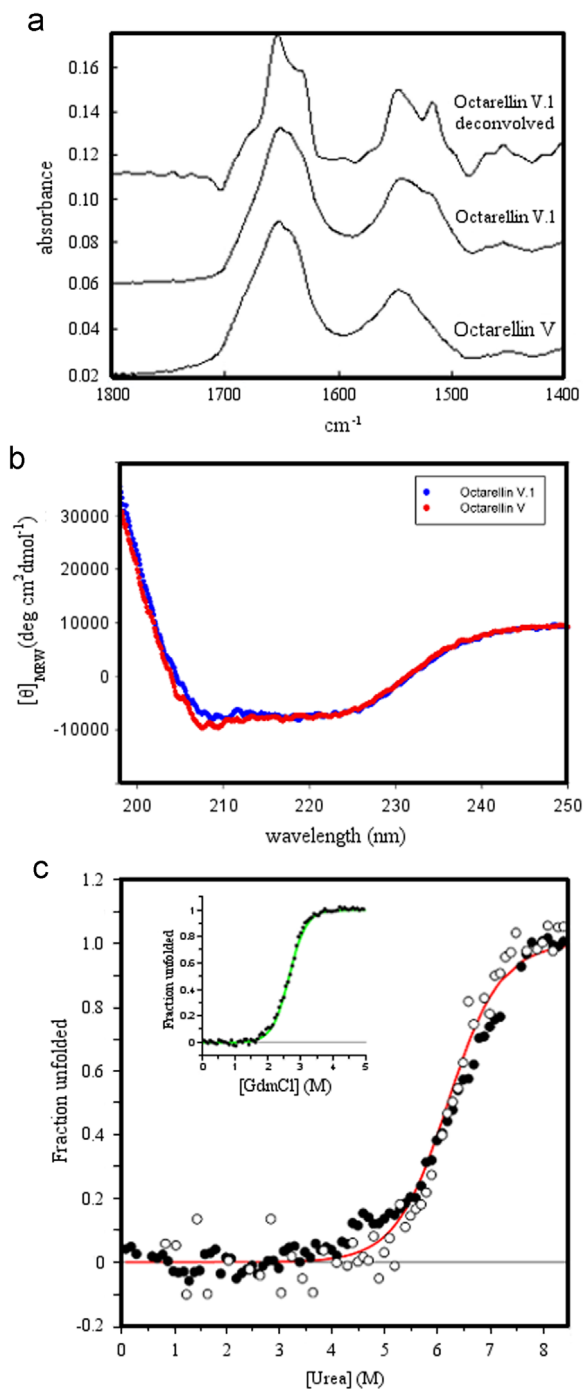 a
0.16
0.14
0.12
0.10
0.08
0.06
0.04
0.02
absorbance
Octarellin V.1
deconvolved
Octarellin V.1
Octarellin V
1800 1700 1600 1500 1400
cm-1
b
30000
20000
10000
0
-10000
[θ]MRW(deg cm2dmol-1)
Octarellin V.1
Octarellin V
200 210 220 230 240 250
wavelength (nm)
c
1.2
1.0
0.8
0.6
0.4
0.2
0
-0.2
Fraction unfolded
1
0.8
0.6
0.4
0.2
0
Fraction unfolded
0 1 2 3 4 5
[GdmCl] (M)
0 1 2 3 4 5 6 7 8
[Urea] (M)